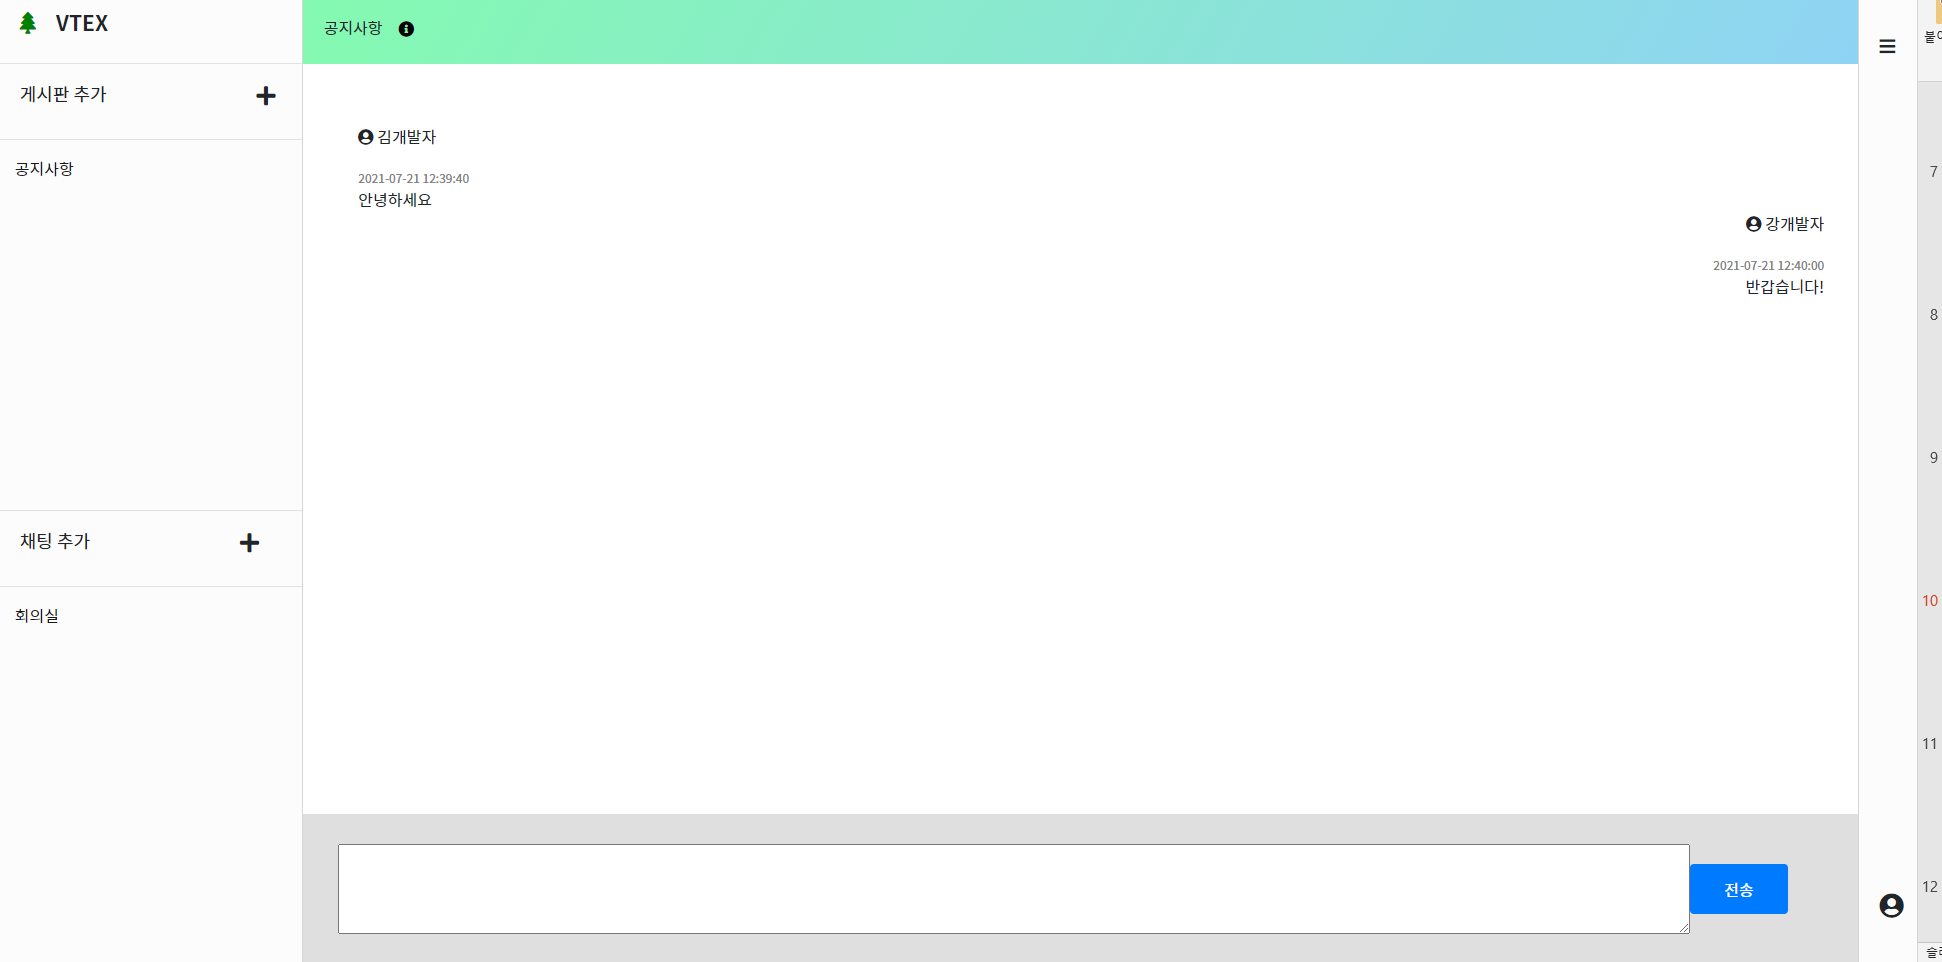 VTEX
게시판 추가
공지사항
채팅 추가
회의실
공지사항
김개발자
2021-07-21 12:39:40
안녕하세요
강개발자
2021-07-21 12:40:00
반갑습니다!
전송
7
8
9
10
11
12